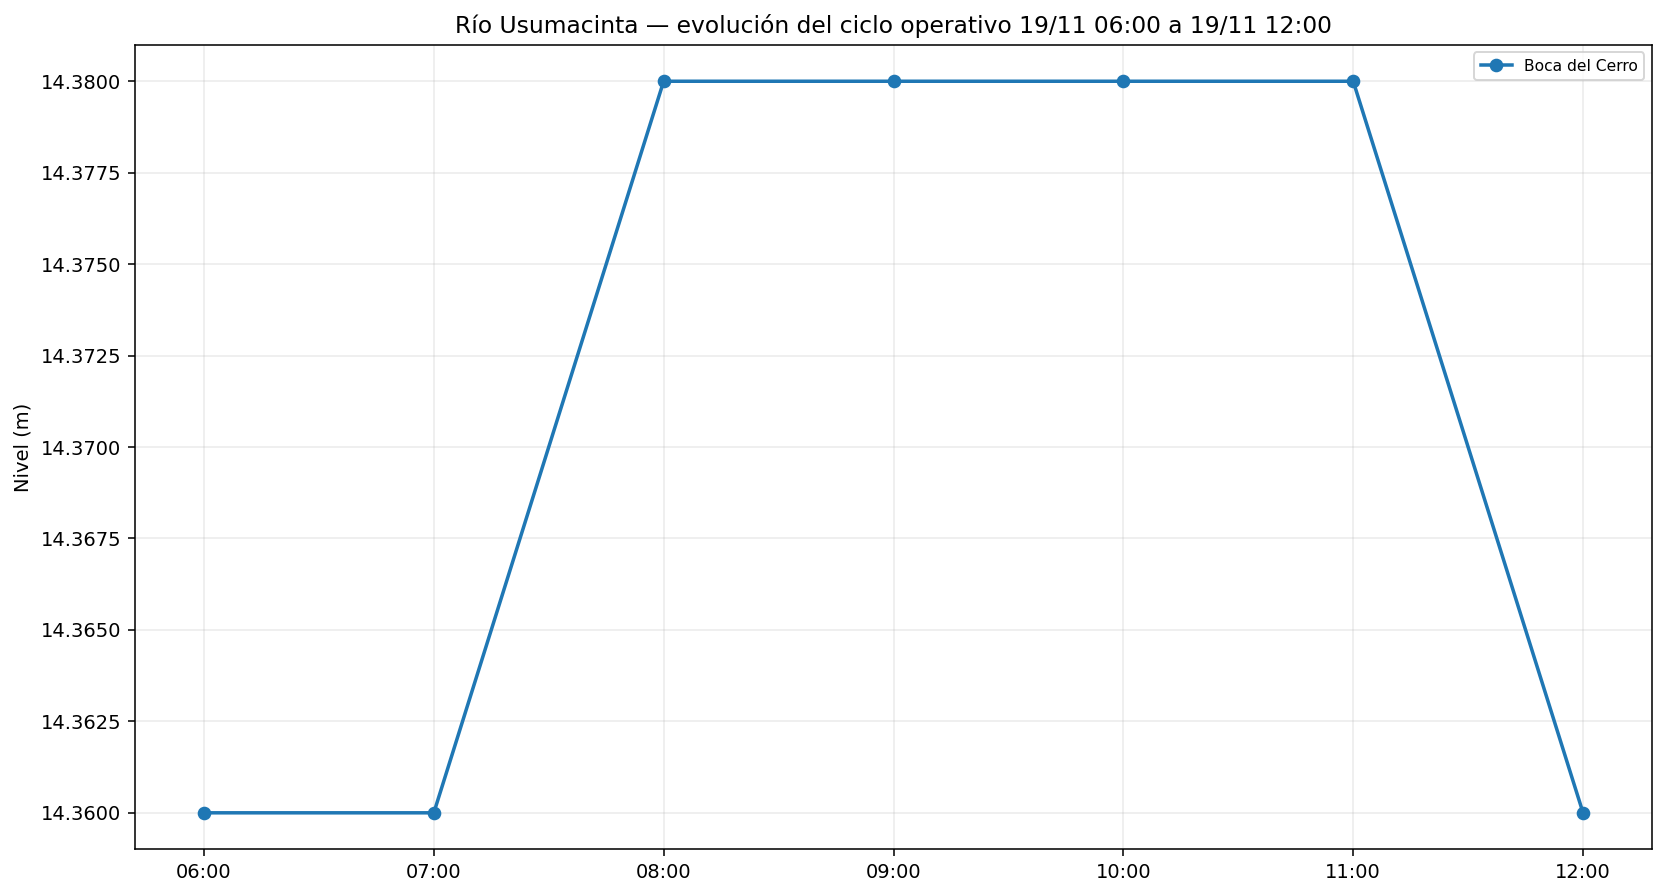 Río Usumacinta — evolución del ciclo operativo 19/11 06:00 a 19/11 12:00
Boca del Cerro
Nivel (m)
14.3800
14.3775
14.3750
14.3725
14.3700
14.3675
14.3650
14.3625
14.3600
06:00 07:00 08:00 09:00 10:00 11:00 12:00